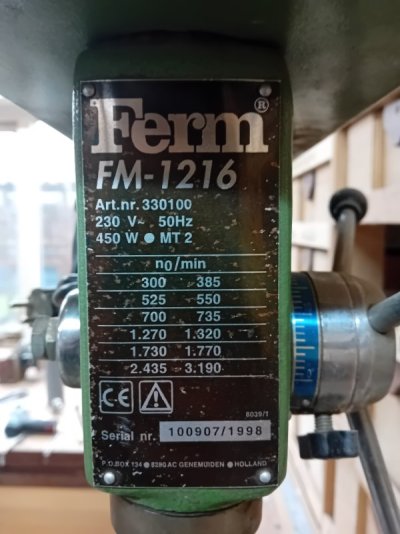 Ferm®
FM-1216
Art.nr. 330100
230 V~ 50Hz
450 W ● MT 2
n0/min
300 385
525 550
700 735
1.270 1.320
1.730 1.770
2.435 3.190
CE
8039/1
Serial nr. 100907/1998
P.O.BOX 134 ● 8280 AC GENEMUIDEN ● HOLLAND